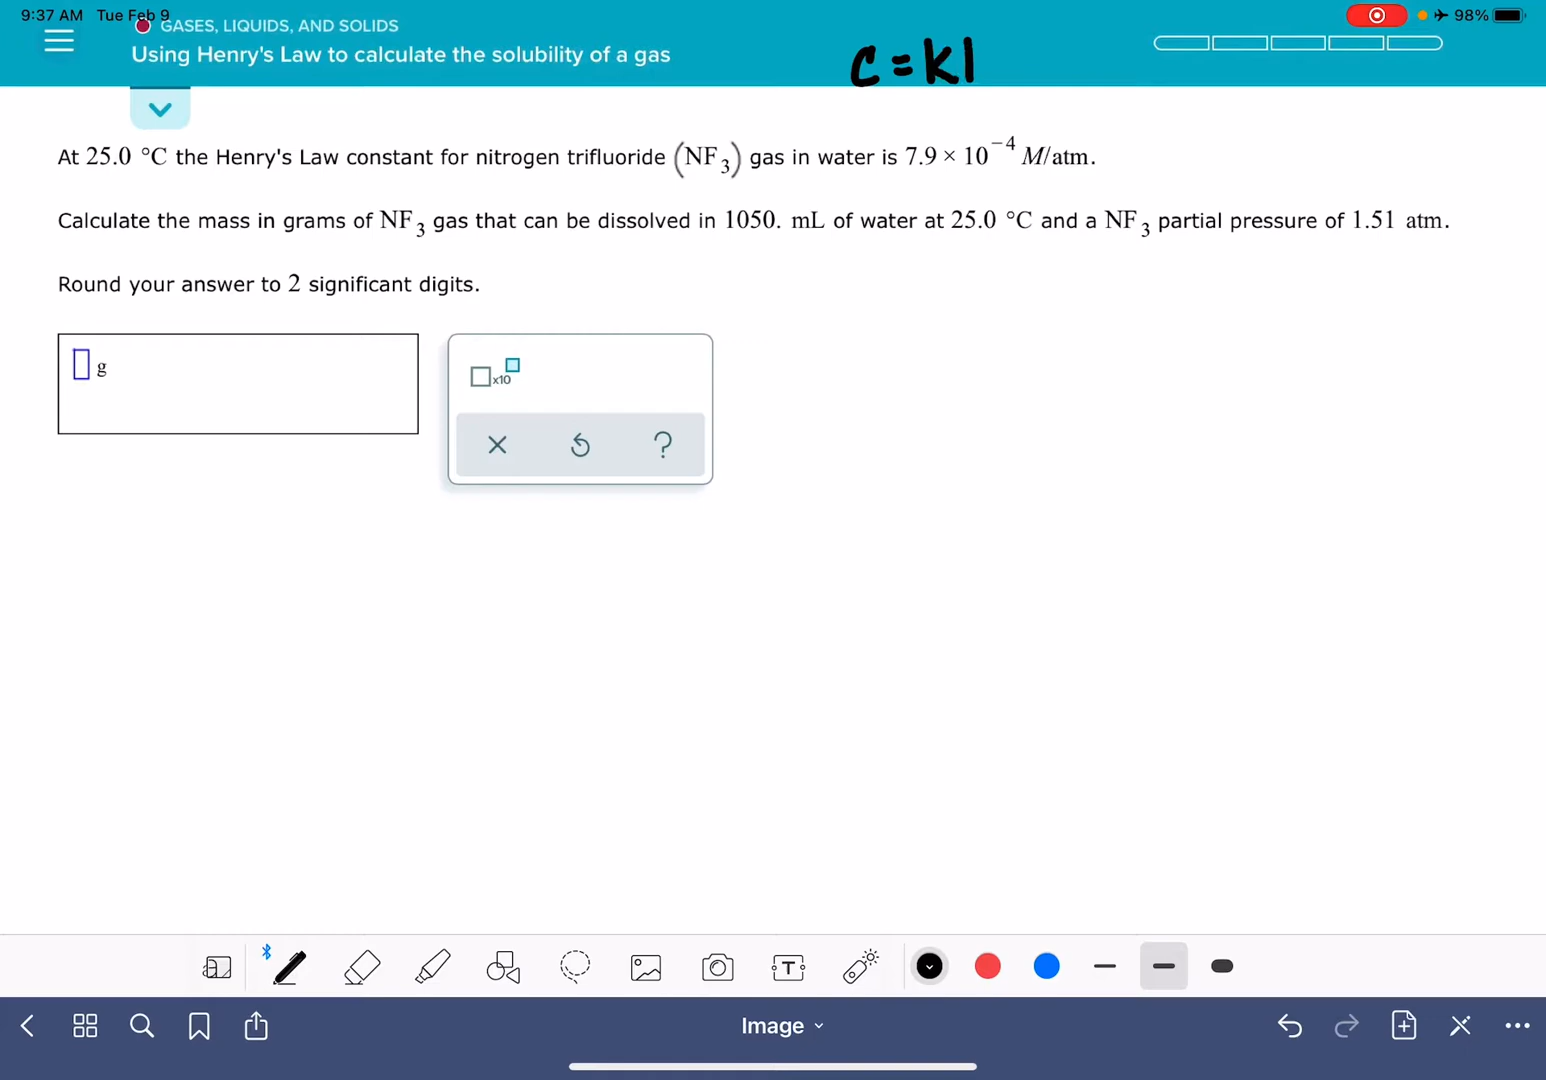 9:37 AM Tue Feb 9
98%
GASES, LIQUIDS, AND SOLIDS
Using Henry's Law to calculate the solubility of a gas
C = K
At 25.0 °C the Henry's Law constant for nitrogen trifluoride (NF₃) gas in water is 7.9 × 10⁻⁴ M/atm.
Calculate the mass in grams of NF₃ gas that can be dissolved in 1050. mL of water at 25.0 °C and a NF₃ partial pressure of 1.51 atm.
Round your answer to 2 significant digits.
g
x10
?
a
T
Image